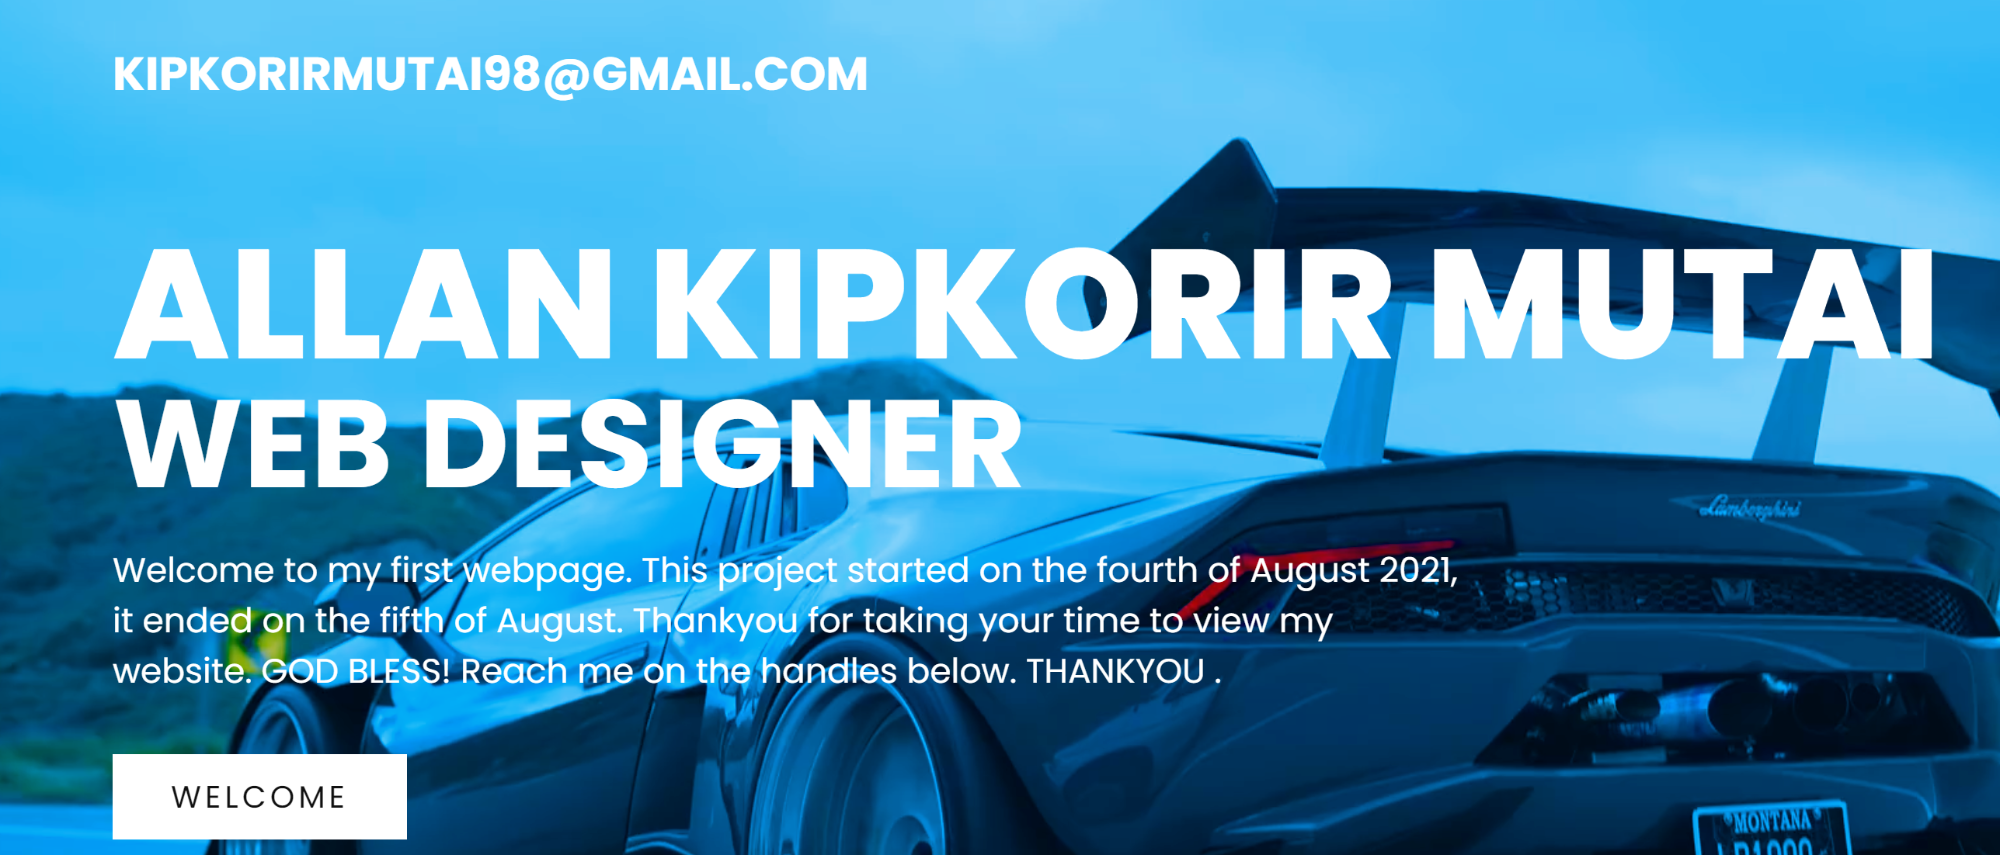 KIPKORIRMUTAI98@GMAIL.COM
ALLAN KIPKORIR MUTAI
WEB DESIGNER
Welcome to my first webpage. This project started on the fourth of August 2021,
it ended on the fifth of August. Thankyou for taking your time to view my
website. GOD BLESS! Reach me on the handles below. THANKYOU .
WELCOME
Lamborghini
MONTANA